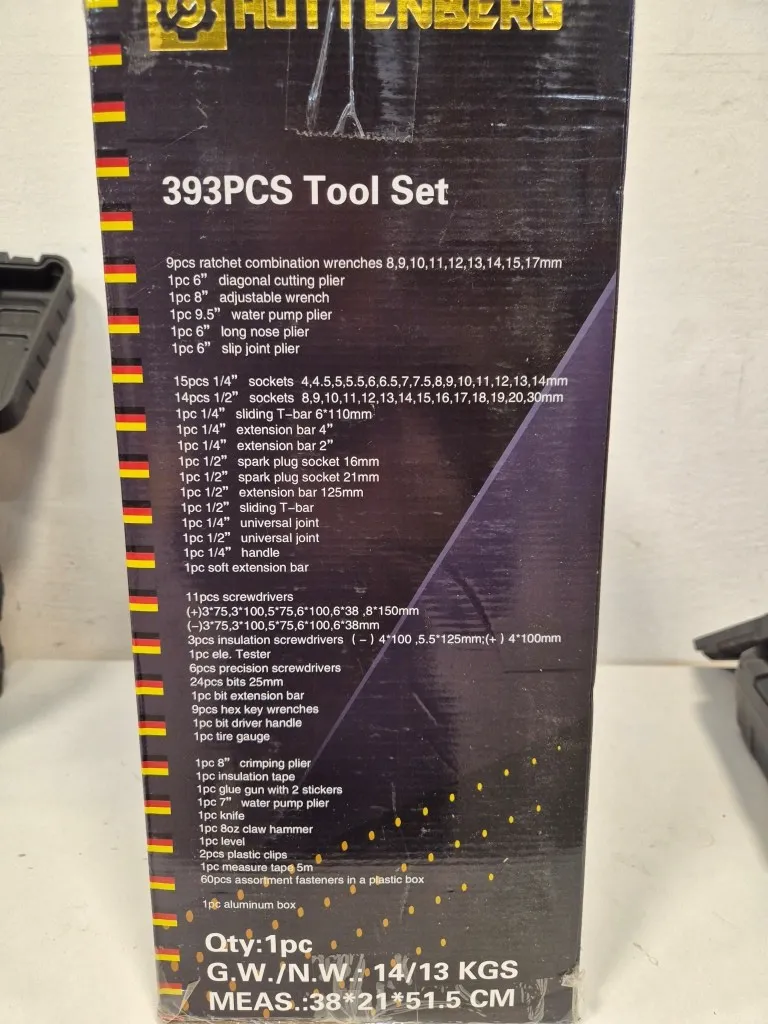 HUTTENBERG
393PCS Tool Set
9pcs ratchet combination wrenches 8,9,10,11,12,13,14,15,17mm
1pc 6” diagonal cutting plier
1pc 8” adjustable wrench
1pc 9.5” water pump plier
1pc 6” long nose plier
1pc 6” slip joint plier
15pcs 1/4” sockets 4,4.5,5,5.5,6,6.5,7,7.5,8,9,10,11,12,13,14mm
14pcs 1/2” sockets 8,9,10,11,12,13,14,15,16,17,18,19,20,30mm
1pc 1/4” sliding T-bar 6*110mm
1pc 1/4” extension bar 4”
1pc 1/4” extension bar 2”
1pc 1/2” spark plug socket 16mm
1pc 1/2” spark plug socket 21mm
1pc 1/2” extension bar 125mm
1pc 1/2” sliding T-bar
1pc 1/4” universal joint
1pc 1/2” universal joint
1pc 1/4” handle
1pc soft extension bar
11pcs screwdrivers
(+)3*75,3*100,5*75,6*100,6*38 ,8*150mm
(-)3*75,3*100,5*75,6*100,6*38mm
3pcs insulation screwdrivers (-) 4*100 ,5.5*125mm;(+) 4*100mm
1pc ele. Tester
6pcs precision screwdrivers
24pcs bits 25mm
1pc bit extension bar
9pcs hex key wrenches
1pc bit driver handle
1pc tire gauge
1pc 8” crimping plier
1pc insulation tape
1pc glue gun with 2 stickers
1pc 7” water pump plier
1pc knife
1pc 8oz claw hammer
1pc level
2pcs plastic clips
1pc measure tape 5m
60pcs assortment fasteners in a plastic box
1pc aluminum box
Qty:1pc
G.W./N.W.: 14/13 KGS
MEAS.:38*21*51.5 CM